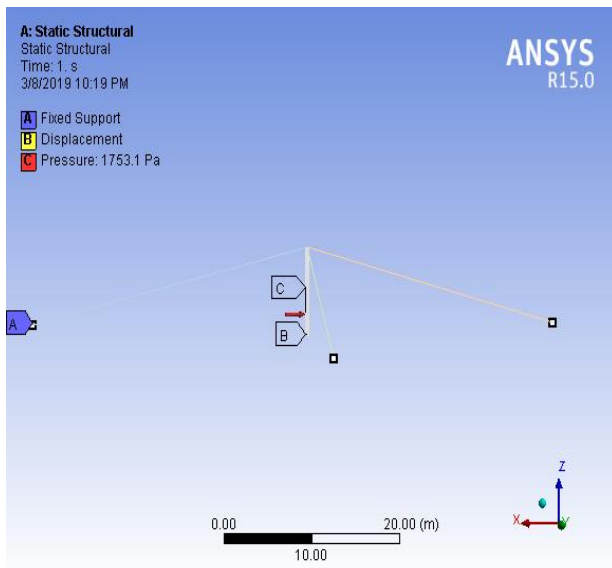 A: Static Structural
Static Structural
Time: 1. s
3/8/2019 10:19 PM
A Fixed Support
B Displacement
C Pressure: 1753.1 Pa
ANSYS
R15.0
C
A
B
Z
X
Y
0.00 20.00 (m)
10.00